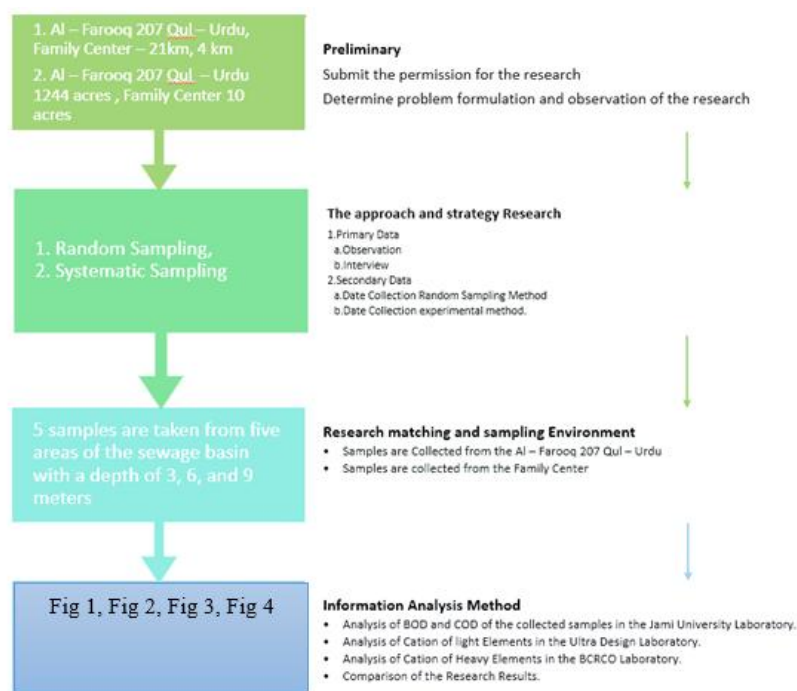 1. Al – Farooq 207 Qul – Urdu,
Family Center – 21km, 4 km
2. Al – Farooq 207 Qul – Urdu
1244 acres , Family Center 10
acres
Preliminary
Submit the permission for the research
Determine problem formulation and observation of the research
1. Random Sampling,
2. Systematic Sampling
The approach and strategy Research
1.Primary Data
a.Observation
b.Interview
2.Secondary Data
a.Date Collection Random Sampling Method
b.Date Collection experimental method.
5 samples are taken from five
areas of the sewage basin
with a depth of 3, 6, and 9
meters
Research matching and sampling Environment
• Samples are Collected from the Al – Farooq 207 Qul – Urdu
• Samples are collected from the Family Center
Fig 1, Fig 2, Fig 3, Fig 4
Information Analysis Method
• Analysis of BOD and COD of the collected samples in the Jami University Laboratory.
• Analysis of Cation of light Elements in the Ultra Design Laboratory.
• Analysis of Cation of Heavy Elements in the BCRCO Laboratory.
• Comparison of the Research Results.